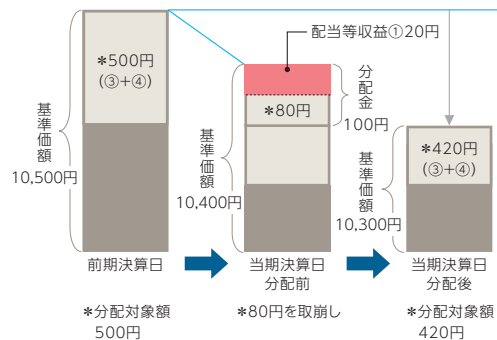 配当等収益①20円
*500円
(③+④)
基準価額
10,500円
前期決算日
*分配対象額
500円
分配金
100円
*80円
基準価額
10,400円
当期決算日
分配前
*80円を取崩し
*420円
(③+④)
基準価額
10,300円
当期決算日
分配後
*分配対象額
420円